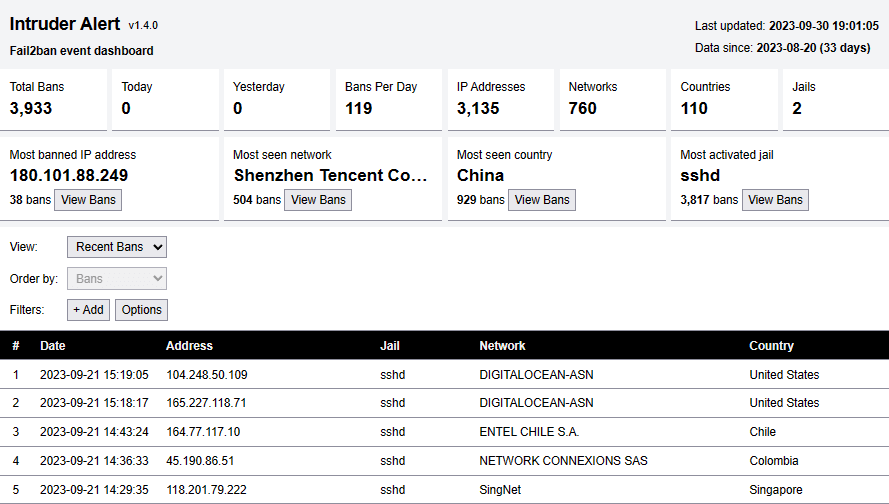 Intruder Alert v1.4.0
Fail2ban event dashboard
Last updated: 2023-09-30 19:01:05
Data since: 2023-08-20 (33 days)
Total Bans Today Yesterday Bans Per Day IP Addresses Networks Countries Jails
3,933 0 0 119 3,135 760 110 2
Most banned IP address Most seen network Most seen country Most activated jail
180.101.88.249 Shenzhen Tencent Co... China sshd
38 bans View Bans 504 bans View Bans 929 bans View Bans 3,817 bans View Bans
View: Recent Bans
Order by: Bans
Filters: + Add Options
# Date Address Jail Network Country
1 2023-09-21 15:19:05 104.248.50.109 sshd DIGITALOCEAN-ASN United States
2 2023-09-21 15:18:17 165.227.118.71 sshd DIGITALOCEAN-ASN United States
3 2023-09-21 14:43:24 164.77.117.10 sshd ENTEL CHILE S.A. Chile
4 2023-09-21 14:36:33 45.190.86.51 sshd NETWORK CONNEXIONS SAS Colombia
5 2023-09-21 14:29:35 118.201.79.222 sshd SingNet Singapore